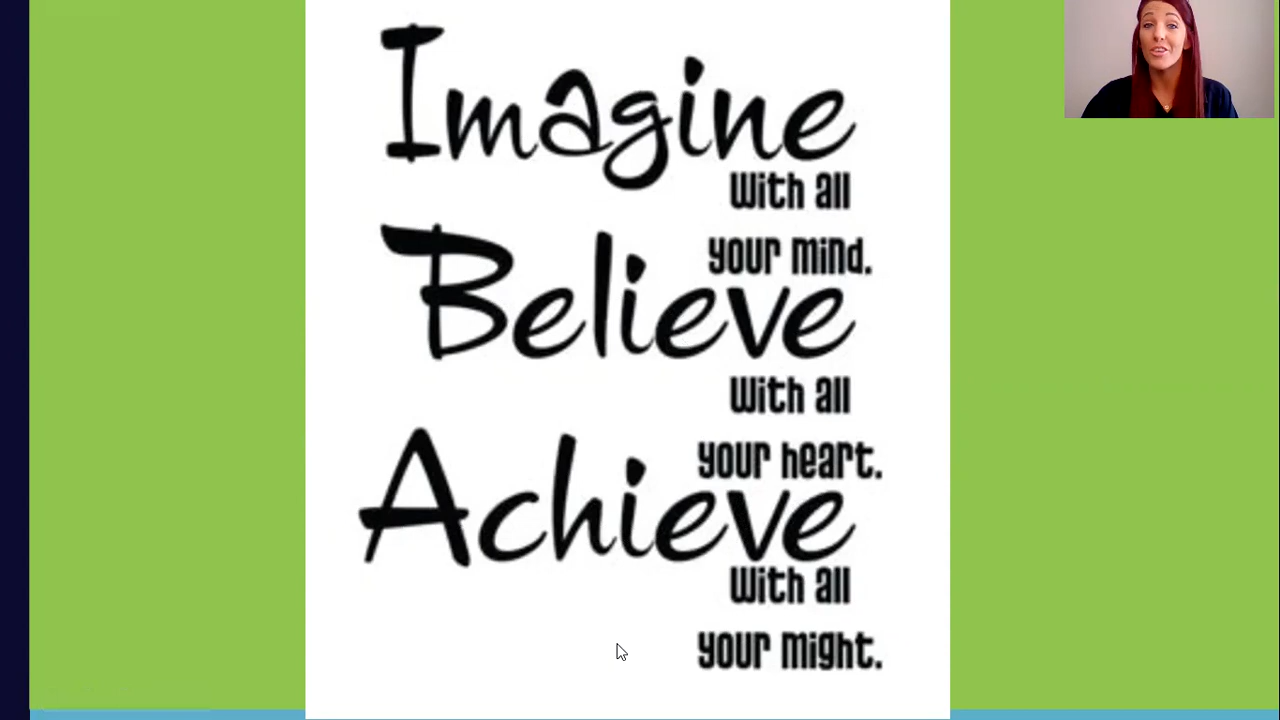 Imagine
With all
your mind.
Believe
With all
your heart.
Achieve
With all
your might.